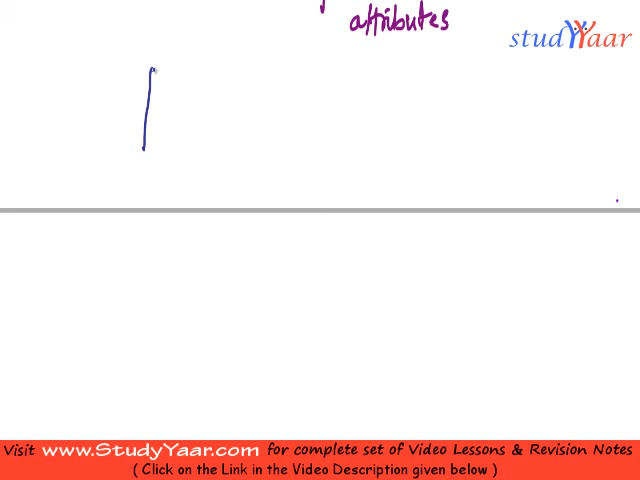 attributes
studYYaar
Visit www.StudyYaar.com for complete set of Video Lessons & Revision Notes
( Click on the Link in the Video Description given below )